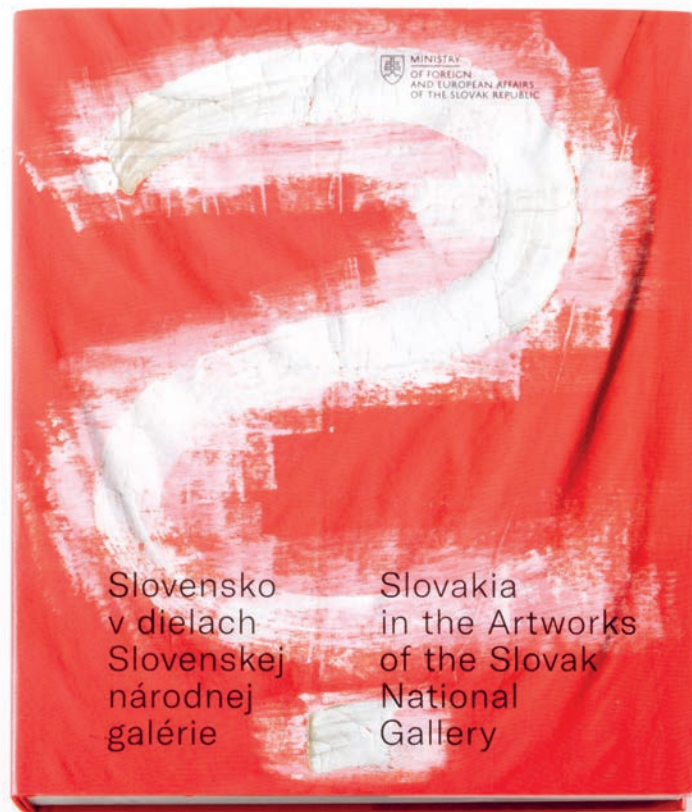 MINISTRY
OF FOREIGN
AND EUROPEAN AFFAIRS
OF THE SLOVAK REPUBLIC
Slovensko
v dielach
Slovenskej
národnej
galérie
Slovakia
in the Artworks
of the Slovak
National
Gallery